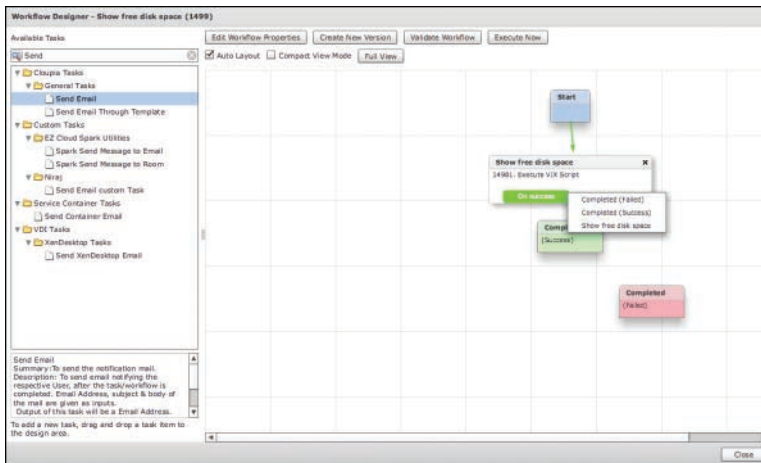 Workflow Designer - Show free disk space (1499)
Available Tasks
Edit Workflow Properties
Create New Version
Validate Workflow
Execute Now
Send
Auto Layout
Compact View Mode
Full View
Cloupia Tasks
General Tasks
Send Email
Send Email Through Template
Custom Tasks
EZ Cloud Spark Utilities
Spark Send Message to Email
Spark Send Message to Room
Niraj
Send Email custom Task
Service Container Tasks
Send Container Email
VDI Tasks
XenDesktop Tasks
Send XenDesktop Email
Start
Show free disk space
14981. Execute VIX Script
On success
Completed (Failed)
Completed (Success)
Show free disk space
Compl
(Success)
Completed
(Failed)
Send Email
Summary:To send the notification mail.
Description: To send email notifying the
respective User, after the task/workflow is
completed. Email Address, subject & body of
the mail are given as inputs.
Output of this task will be a Email Address.
To add a new task, drag and drop a task item to
the design area.
Close